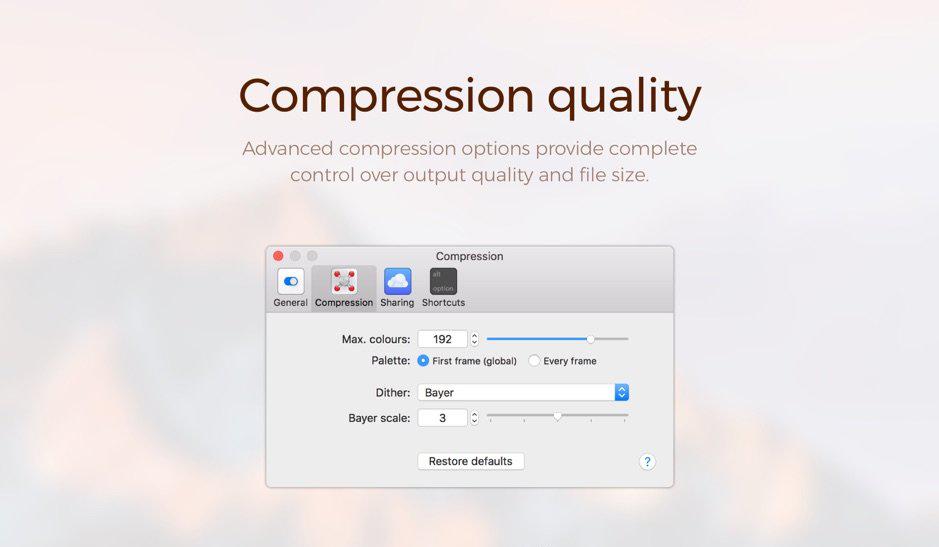 Compression quality
Advanced compression options provide complete
control over output quality and file size.
Compression
alt
option
General Compression Sharing Shortcuts
Max. colours: 192
Palette: First frame (global) Every frame
Dither: Bayer
Bayer scale: 3
Restore defaults ?